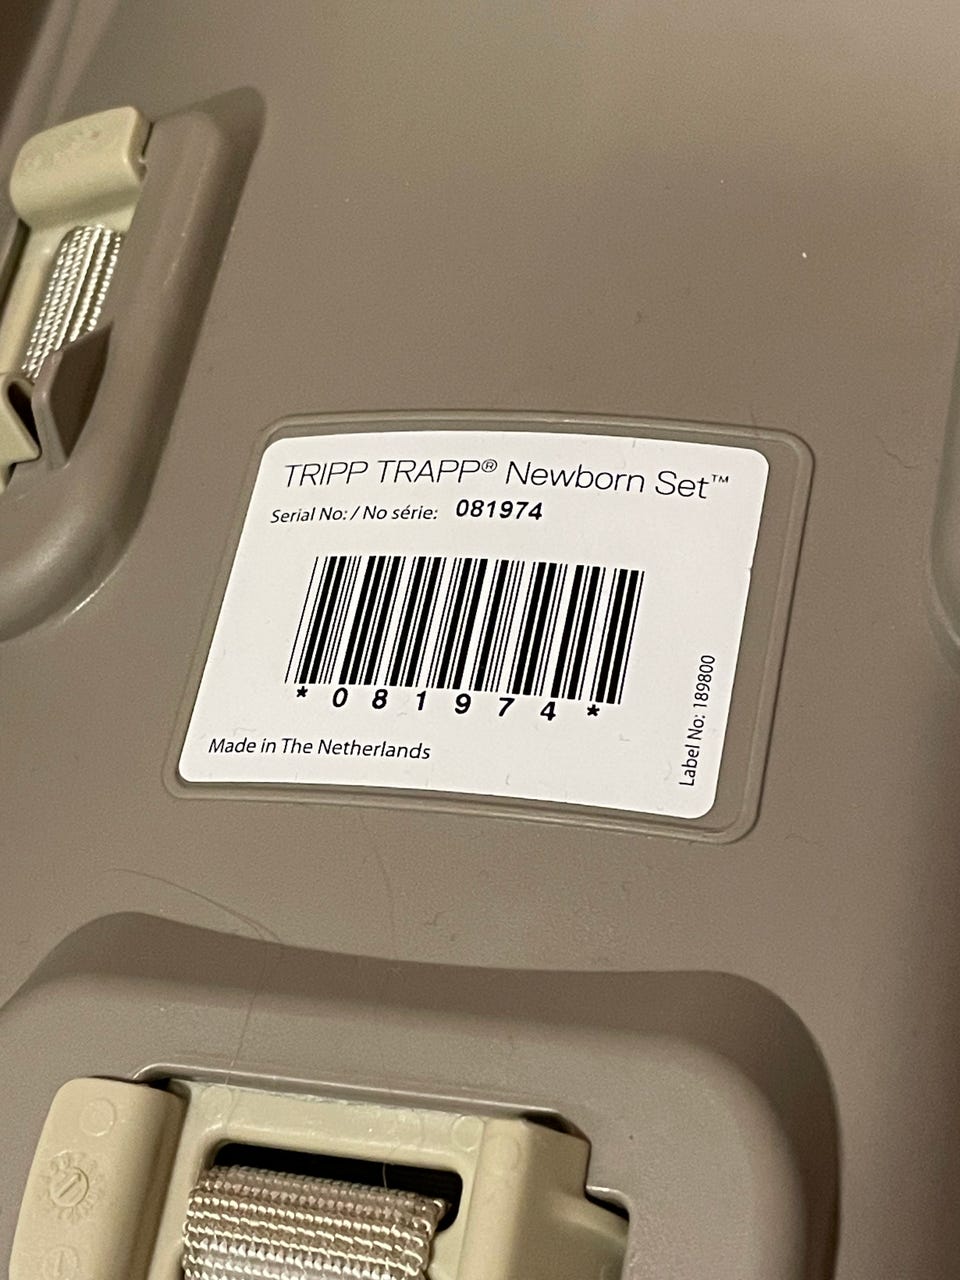 TRIPP TRAPP® Newborn Set™
Serial No: / No série: 081974
*081974*
Made in The Netherlands
Label No: 189800